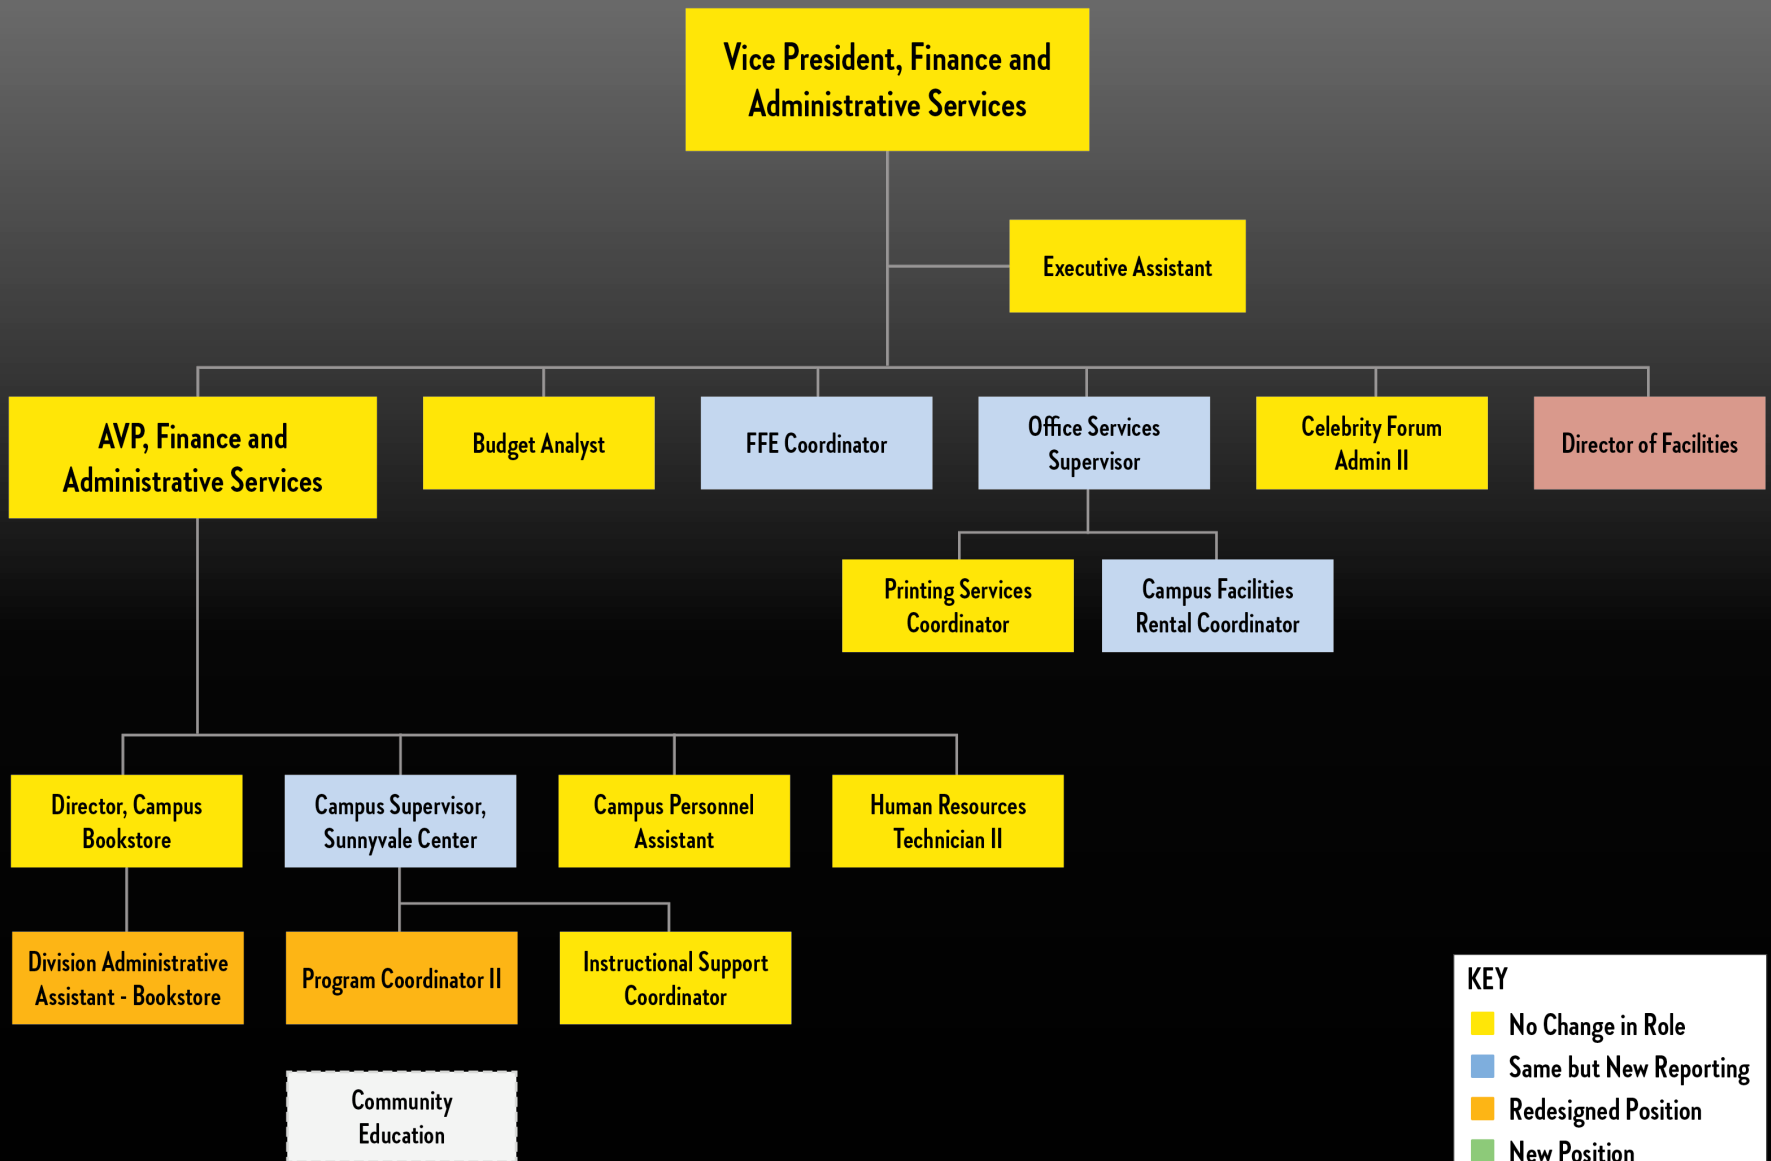 Vice President, Finance and
Administrative Services
Executive Assistant
AVP, Finance and
Administrative Services
Budget Analyst
FFE Coordinator
Office Services
Supervisor
Celebrity Forum
Admin II
Director of Facilities
Printing Services
Coordinator
Campus Facilities
Rental Coordinator
Director, Campus
Bookstore
Campus Supervisor,
Sunnyvale Center
Campus Personnel
Assistant
Human Resources
Technician II
Division Administrative
Assistant - Bookstore
Program Coordinator II
Instructional Support
Coordinator
Community
Education
KEY
No Change in Role
Same but New Reporting
Redesigned Position
New Position